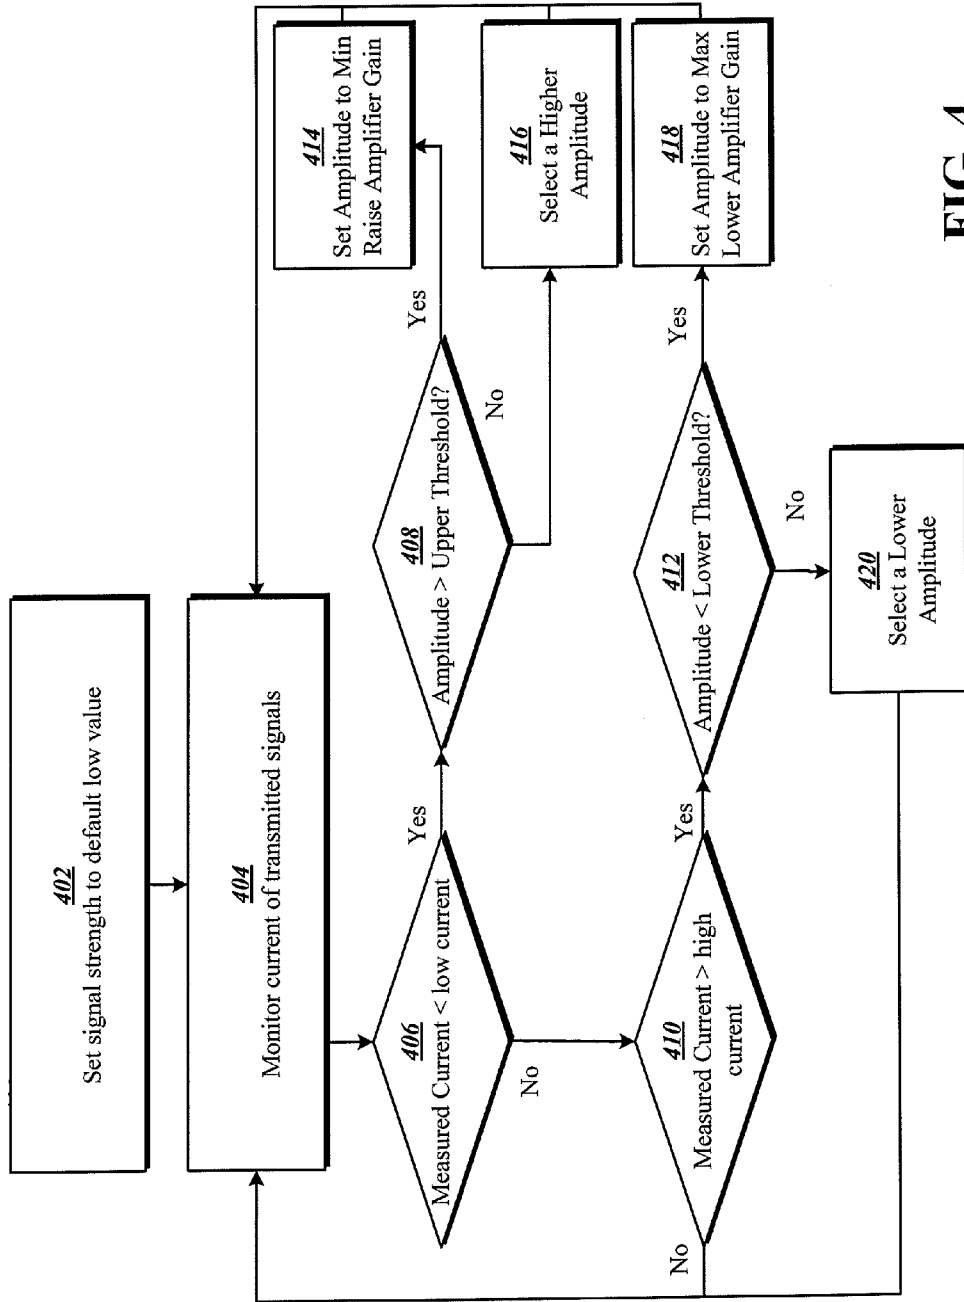 402
Set signal strength to default low value
404
Monitor current of transmitted signals
406
Measured Current < low current
Yes
No
408
Amplitude > Upper Threshold?
Yes
No
414
Set Amplitude to Min
Raise Amplifier Gain
416
Select a Higher
Amplitude
410
Measured Current > high
current
Yes
No
412
Amplitude < Lower Threshold?
Yes
No
418
Set Amplitude to Max
Lower Amplifier Gain
420
Select a Lower
Amplitude
FIG. 4